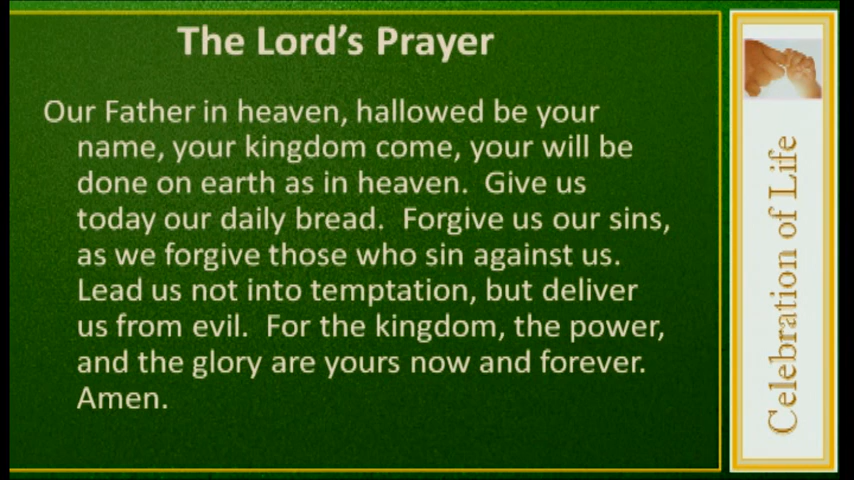 The Lord's Prayer
Our Father in heaven, hallowed be your
name, your kingdom come, your will be
done on earth as in heaven.  Give us
today our daily bread.  Forgive us our sins,
as we forgive those who sin against us.
Lead us not into temptation, but deliver
us from evil.  For the kingdom, the power,
and the glory are yours now and forever.
Amen.
Celebration of Life